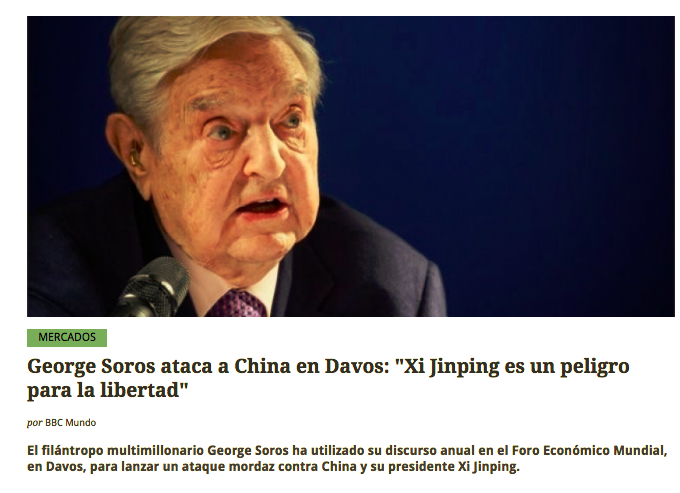 MERCADOS
George Soros ataca a China en Davos: "Xi Jinping es un peligro
para la libertad"
por BBC Mundo
El filántropo multimillonario George Soros ha utilizado su discurso anual en el Foro Económico Mundial,
en Davos, para lanzar un ataque mordaz contra China y su presidente Xi Jinping.